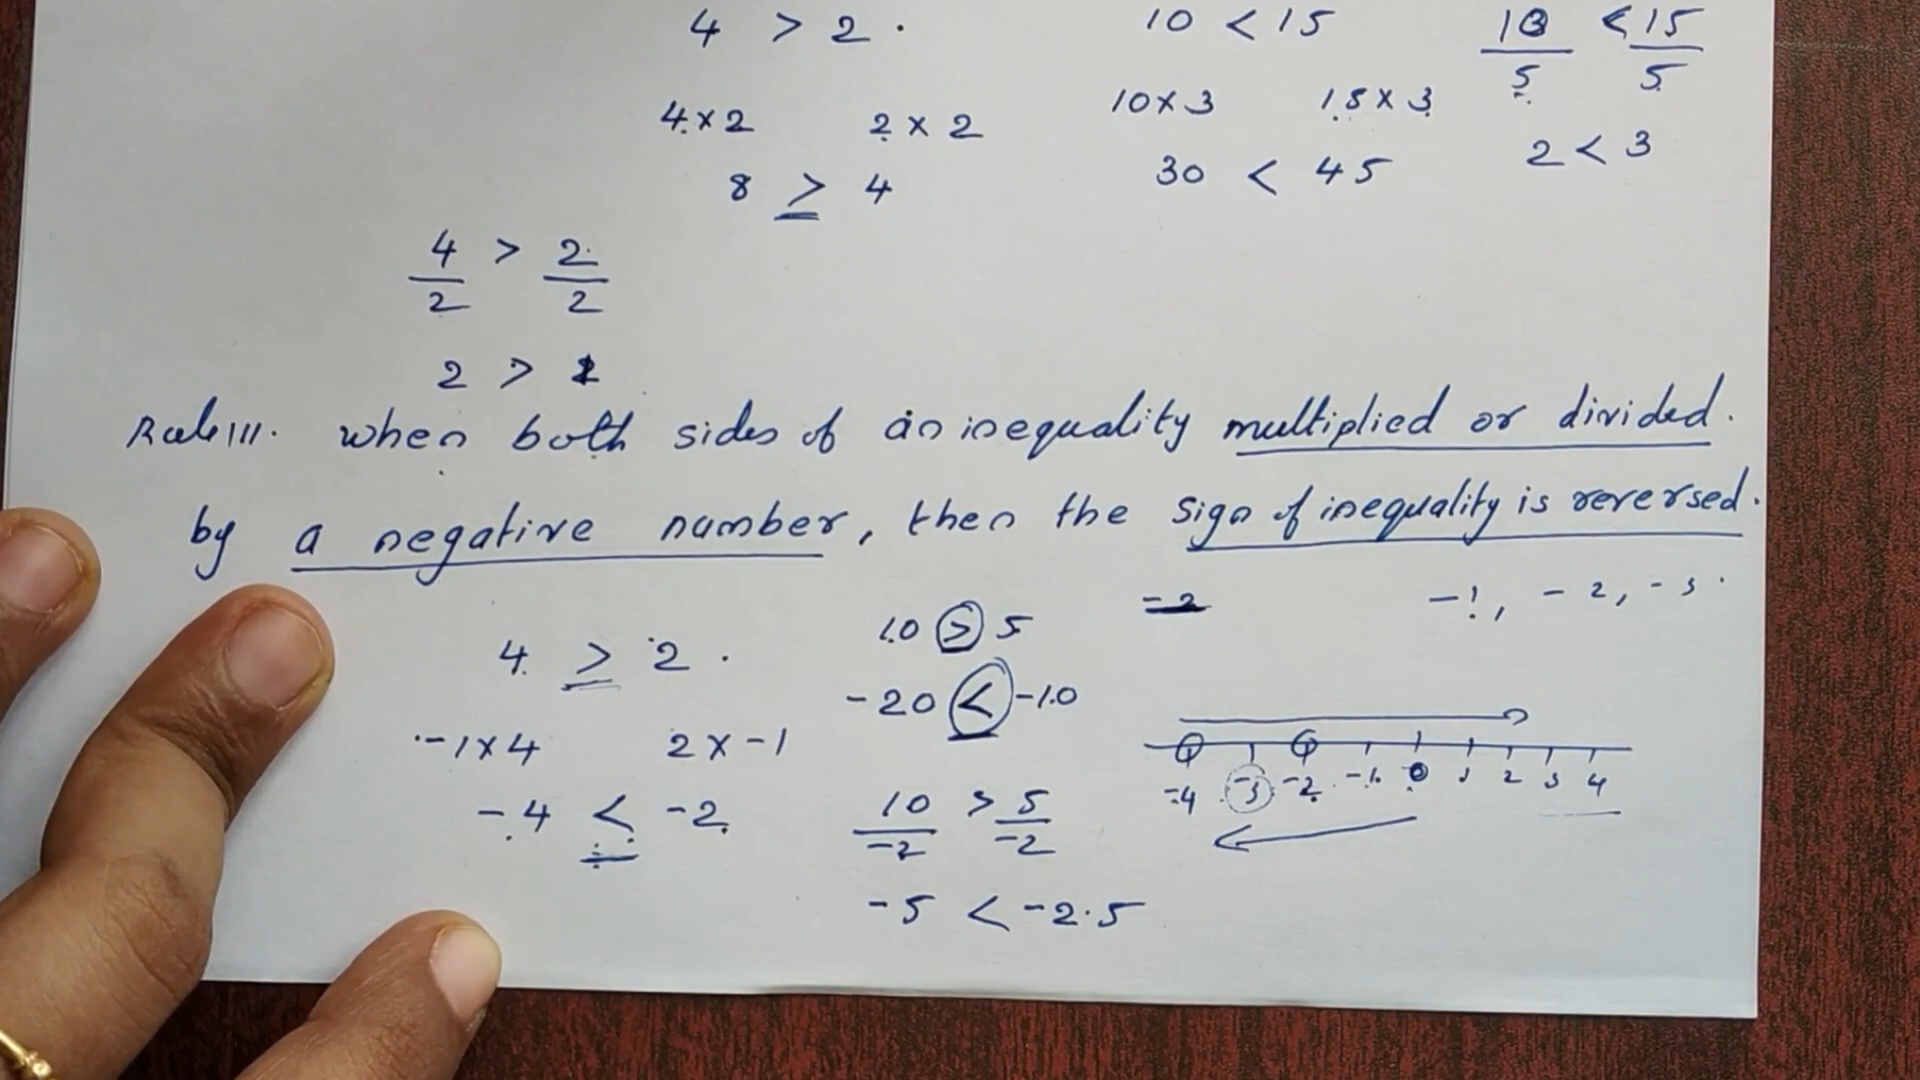 4 > 2 .
10 < 15
10/5 < 15/5
4 × 2    2 × 2
10 × 3    15 × 3
8 > 4
30 < 45
2 < 3
4/2 > 2/2
2 > 1
Rule III. when both sides of an inequality multiplied or divided.
by a negative number, then the sign of inequality is reversed.
-2
-1, -2, -3
4 > 2 .
10 > 5
-20 < -10
-1×4    2 × -1
-4 < -2
10/-2 > 5/-2
-5 < -2.5
-4 -3 -2 -1 0 1 2 3 4